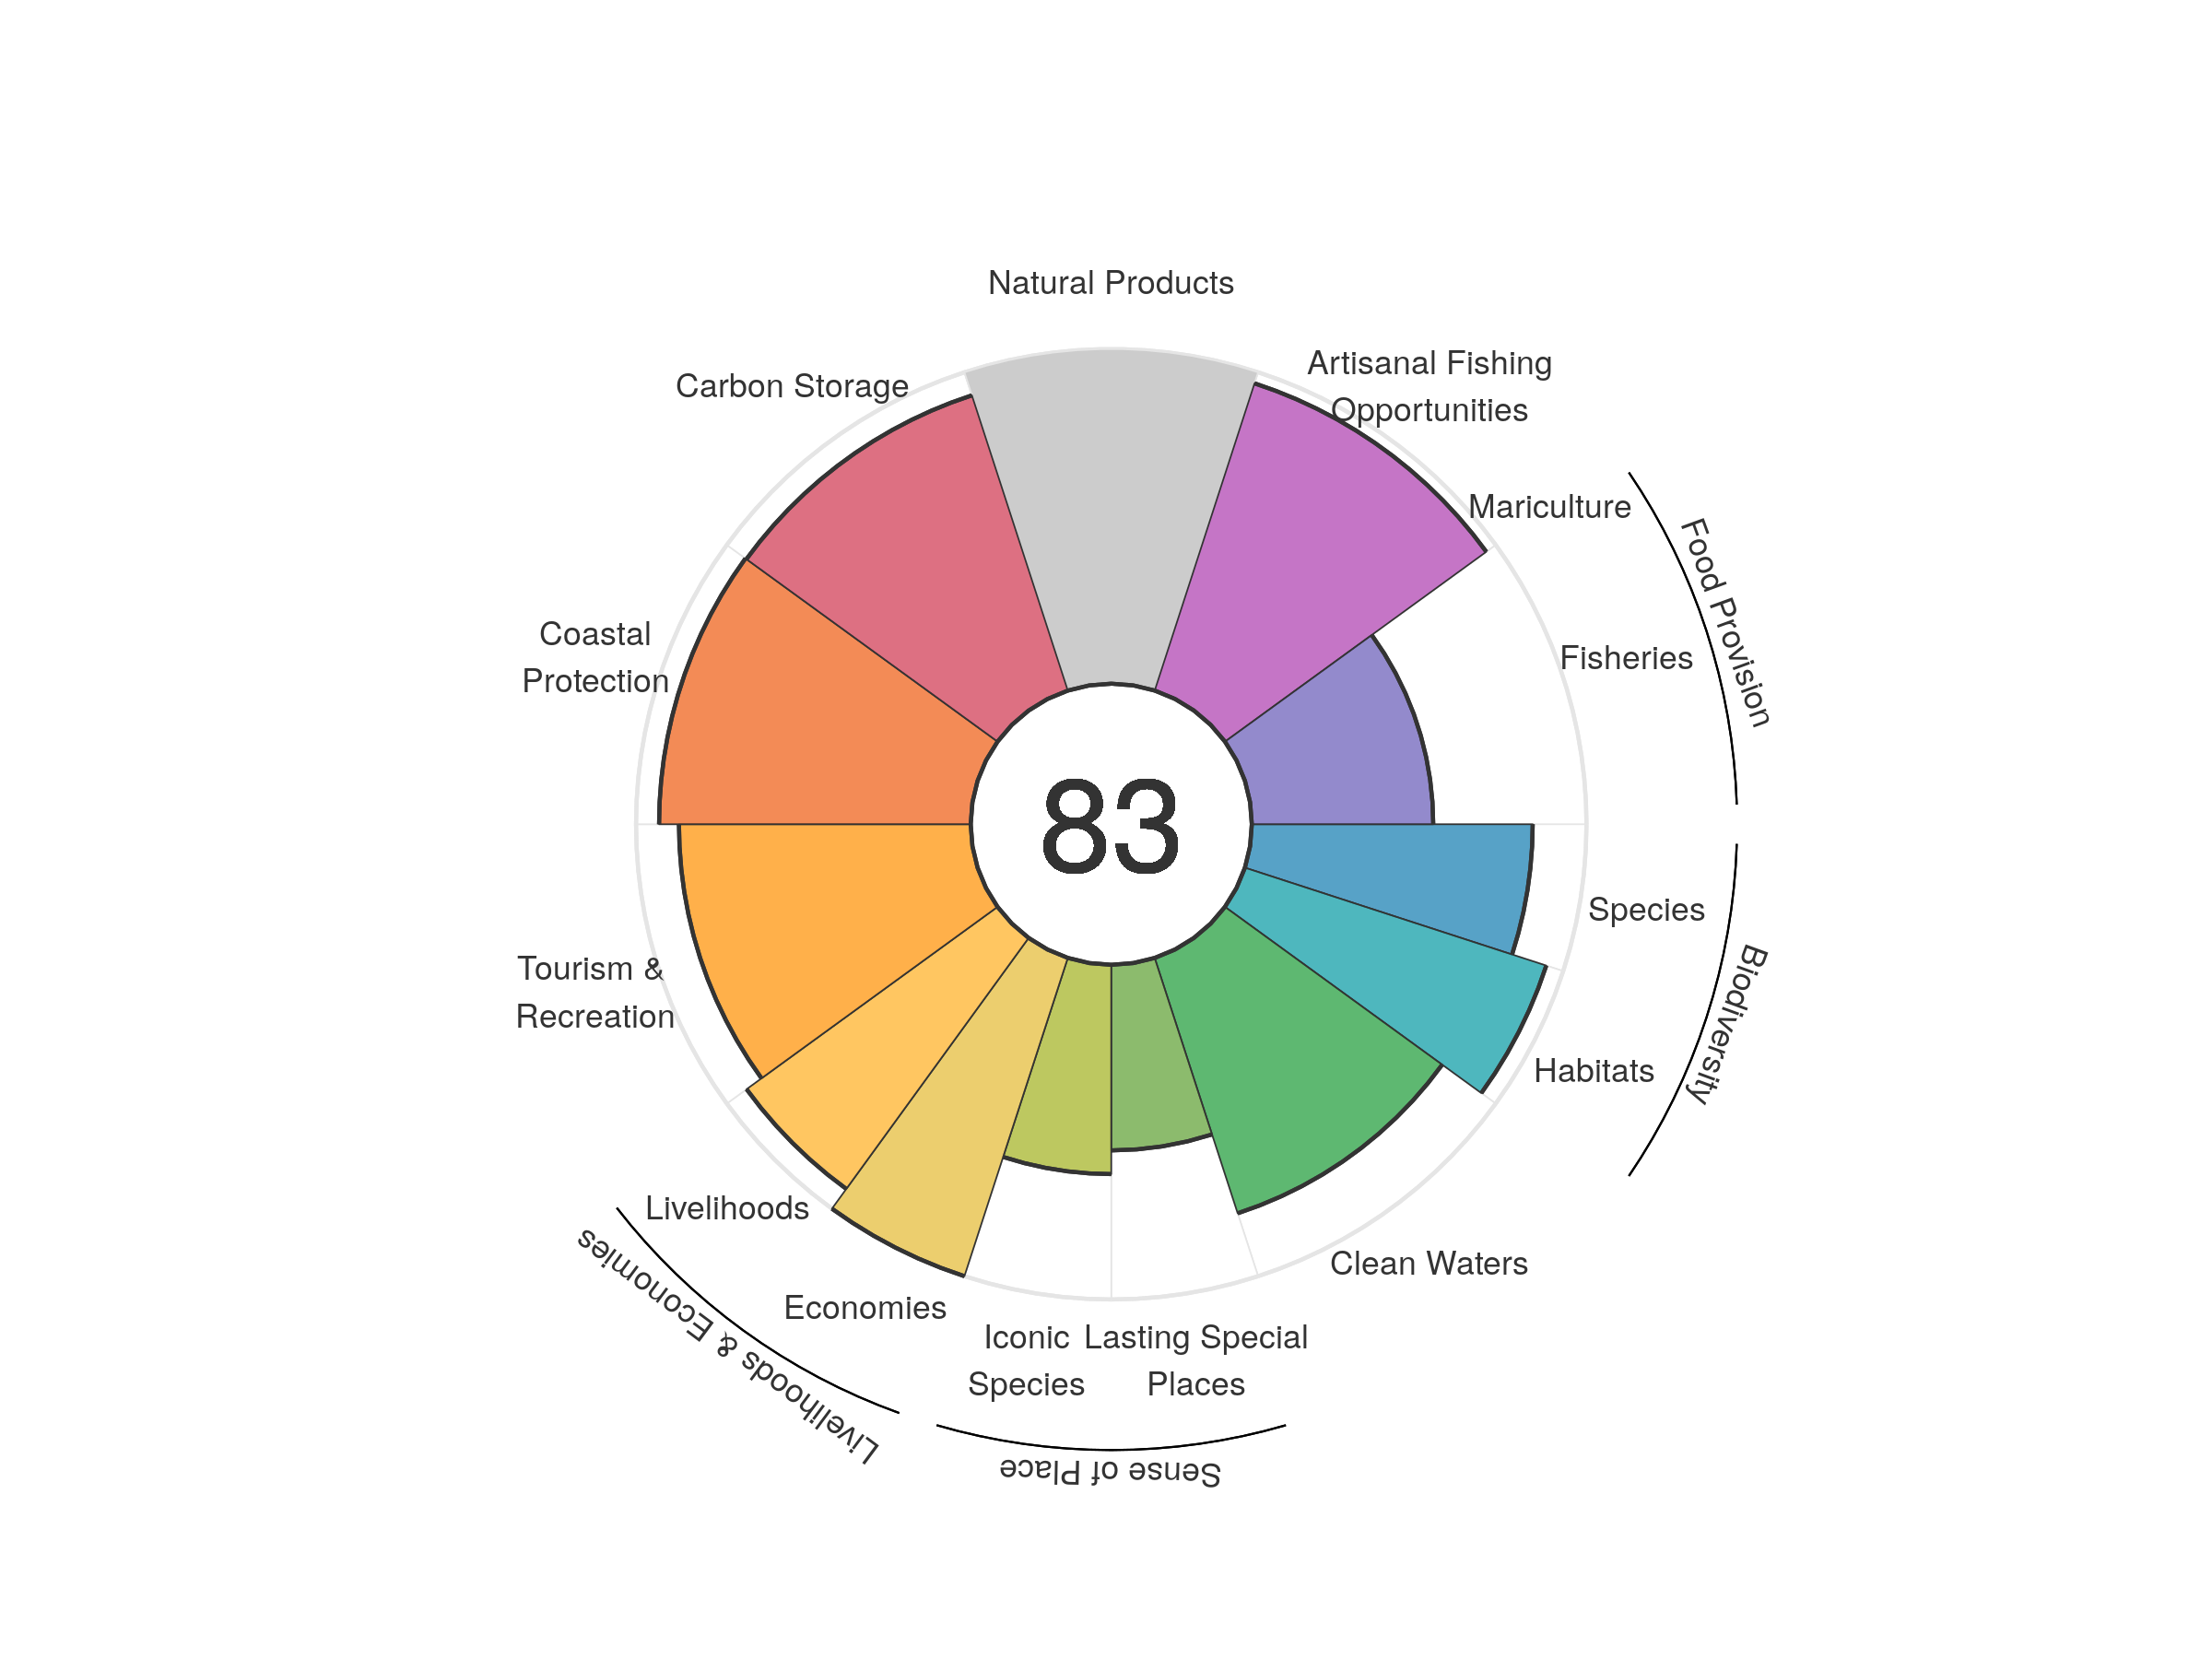 Natural Products
Artisanal Fishing
Opportunities
Carbon Storage
Mariculture
Food Provision
Fisheries
Coastal
Protection
83
Species
Biodiversity
Tourism &
Recreation
Habitats
Livelihoods
Livelihoods & Economies
Clean Waters
Economies
Iconic
Species
Lasting Special
Places
Sense of Place